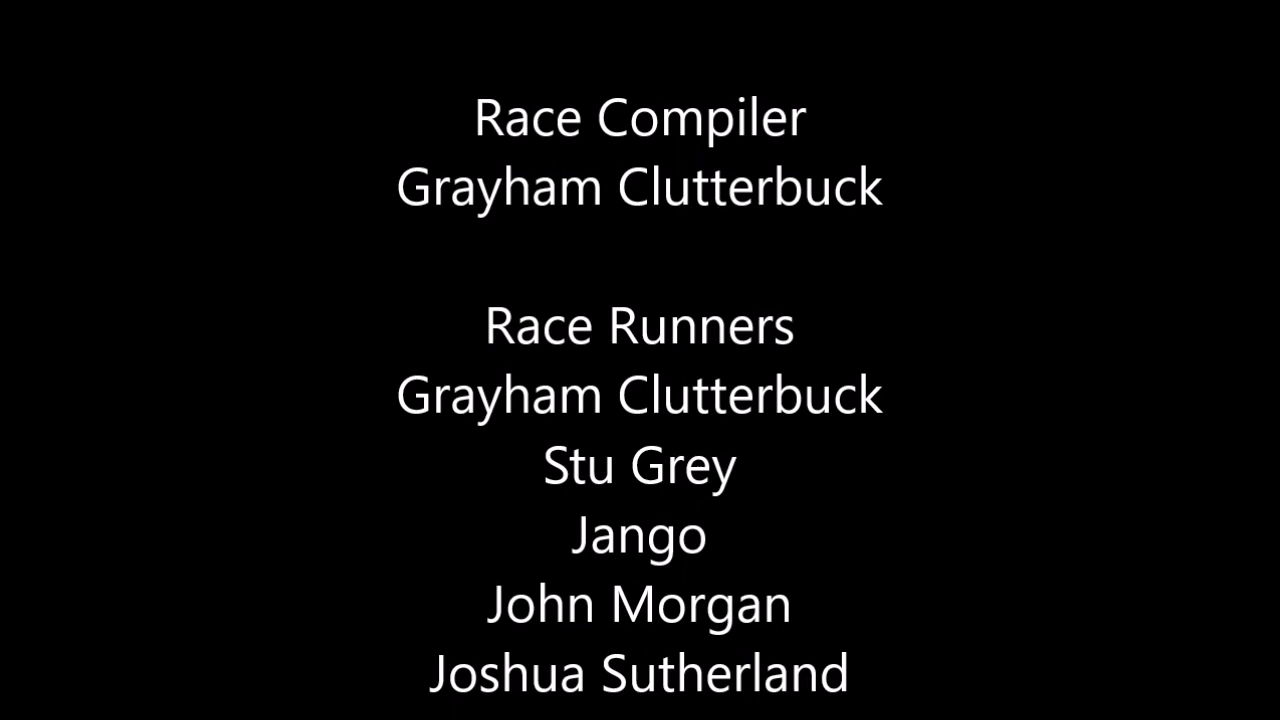 Race Compiler
Grayham Clutterbuck
Race Runners
Grayham Clutterbuck
Stu Grey
Jango
John Morgan
Joshua Sutherland